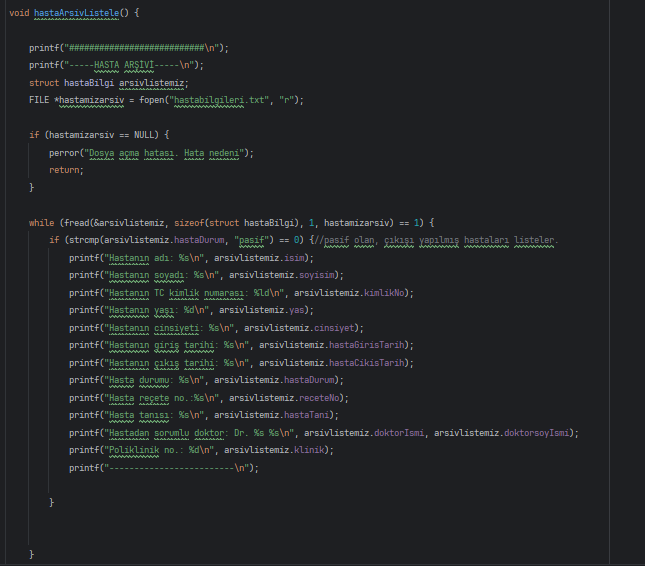 void hastaArsivListele() {
printf("###########################\n");
printf("-----HASTA ARŞİVİ-----\n");
struct hastaBilgi arsivlistemiz;
FILE *hastamizarsiv = fopen("hastabilgileri.txt", "r");
if (hastamizarsiv == NULL) {
perror("Dosya açma hatası. Hata nedeni");
return;
}
while (fread(&arsivlistemiz, sizeof(struct hastaBilgi), 1, hastamizarsiv) == 1) {
if (strcmp(arsivlistemiz.hastaDurum, "pasif") == 0) {//pasif olan, çıkışı yapılmış hastaları listeler.
printf("Hastanın adı: %s\n", arsivlistemiz.isim);
printf("Hastanın soyadı: %s\n", arsivlistemiz.soyisim);
printf("Hastanın TC kimlik numarası: %ld\n", arsivlistemiz.kimlikNo);
printf("Hastanın yaşı: %d\n", arsivlistemiz.yas);
printf("Hastanın cinsiyeti: %s\n", arsivlistemiz.cinsiyet);
printf("Hastanın giriş tarihi: %s\n", arsivlistemiz.hastaGirisTarih);
printf("Hastanın çıkış tarihi: %s\n", arsivlistemiz.hastaCikisTarih);
printf("Hasta durumu: %s\n", arsivlistemiz.hastaDurum);
printf("Hasta reçete no.:%s\n", arsivlistemiz.receteNo);
printf("Hasta tanısı: %s\n", arsivlistemiz.hastaTani);
printf("Hastadan sorumlu doktor: Dr. %s %s\n", arsivlistemiz.doktorIsmi, arsivlistemiz.doktorsoyIsmi);
printf("Poliklinik no.: %d\n", arsivlistemiz.klinik);
printf("-------------------------\n");
}
}